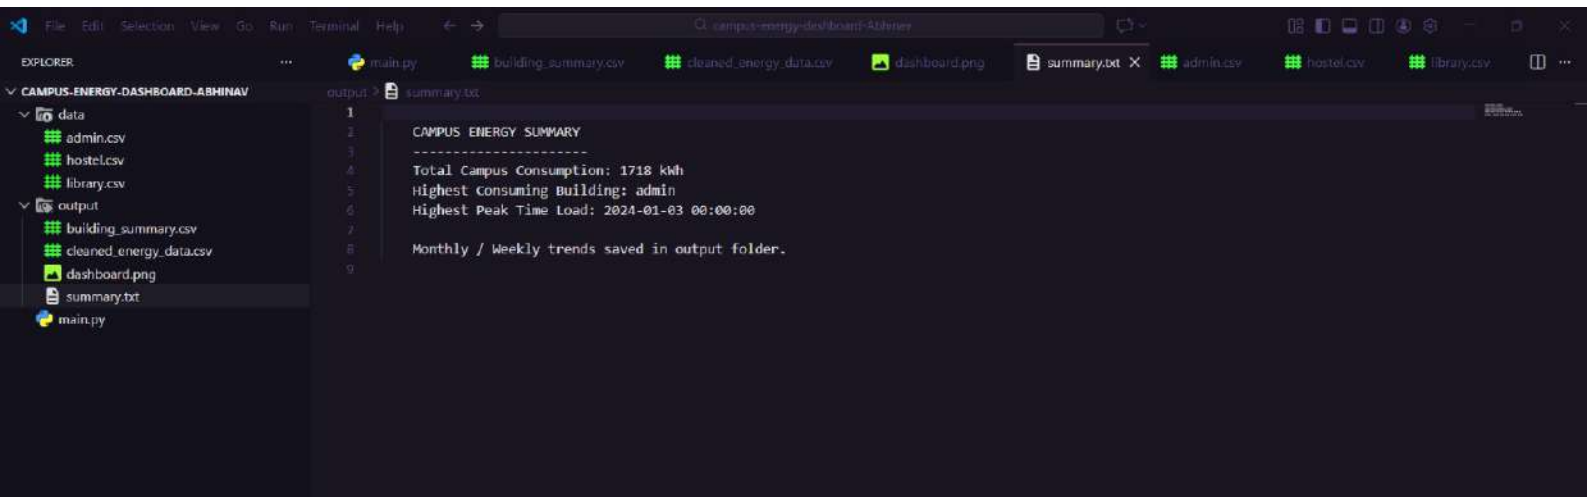 File Edit Selection View Go Run Terminal Help
EXPLORER
main.py building_summary.csv cleaned_energy_data.csv dashboard.png summary.txt admin.csv hostel.csv library.csv
CAMPUS-ENERGY-DASHBOARD-ABHINAV
output > summary.txt
data
admin.csv
hostel.csv
library.csv
output
building_summary.csv
cleaned_energy_data.csv
dashboard.png
summary.txt
main.py
1
2 CAMPUS ENERGY SUMMARY
3 ----------------------
4 Total Campus Consumption: 1718 kWh
5 Highest Consuming Building: admin
6 Highest Peak Time Load: 2024-01-03 00:00:00
7
8 Monthly / Weekly trends saved in output folder.
9